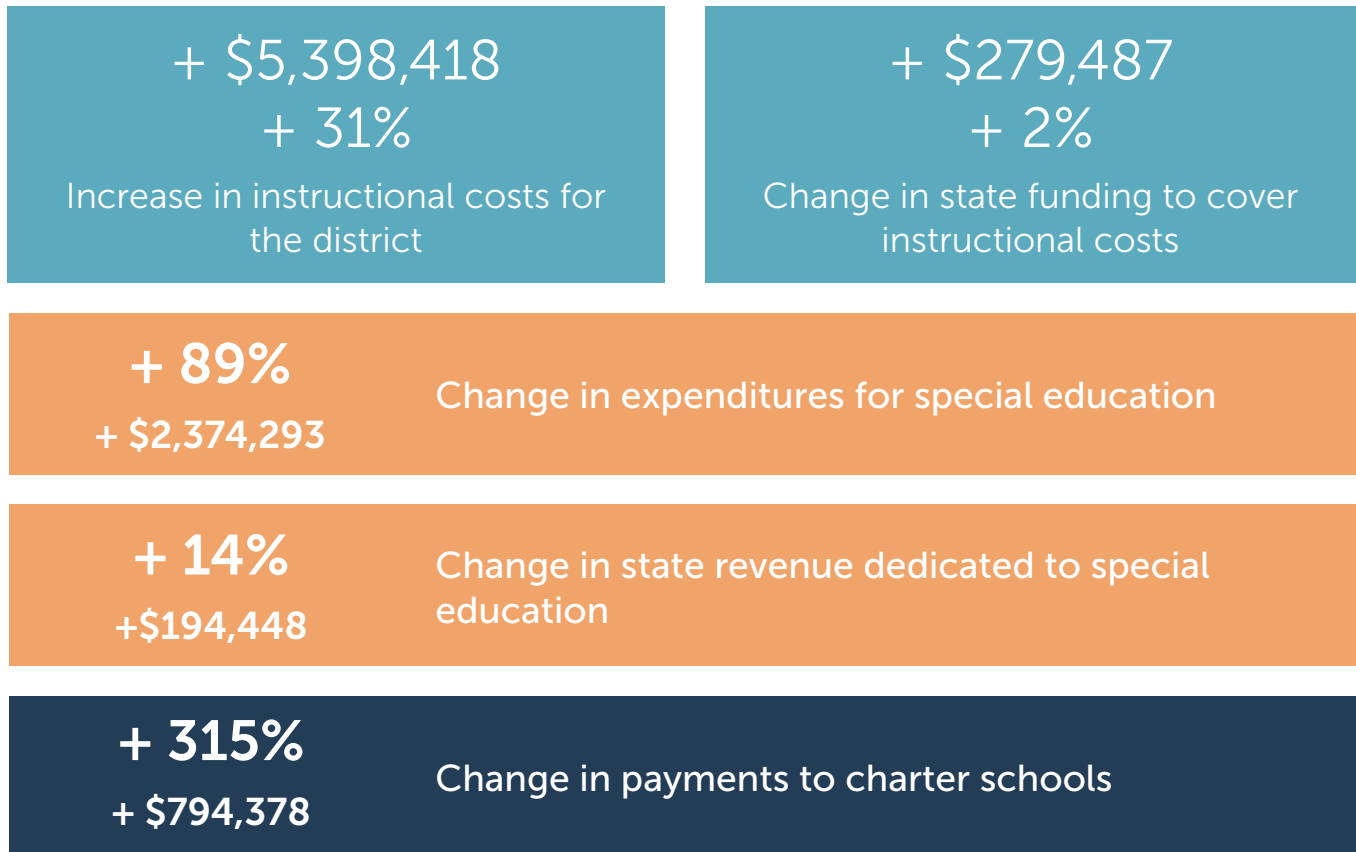 + $5,398,418
+ 31%
Increase in instructional costs for
the district
+ $279,487
+ 2%
Change in state funding to cover
instructional costs
+ 89%
+ $2,374,293
Change in expenditures for special education
+ 14%
+$194,448
Change in state revenue dedicated to special
education
+ 315%
+ $794,378
Change in payments to charter schools